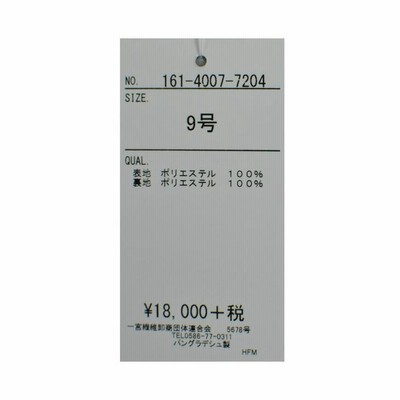 NO. 161-4007-7204
SIZE.
9号
QUAL.
表地 ポリエステル 100%
裏地 ポリエステル 100%
¥18,000+税
一宮繊維卸商団体連合会 5678号
TEL0586-77-0311
バングラデシュ製
HFM